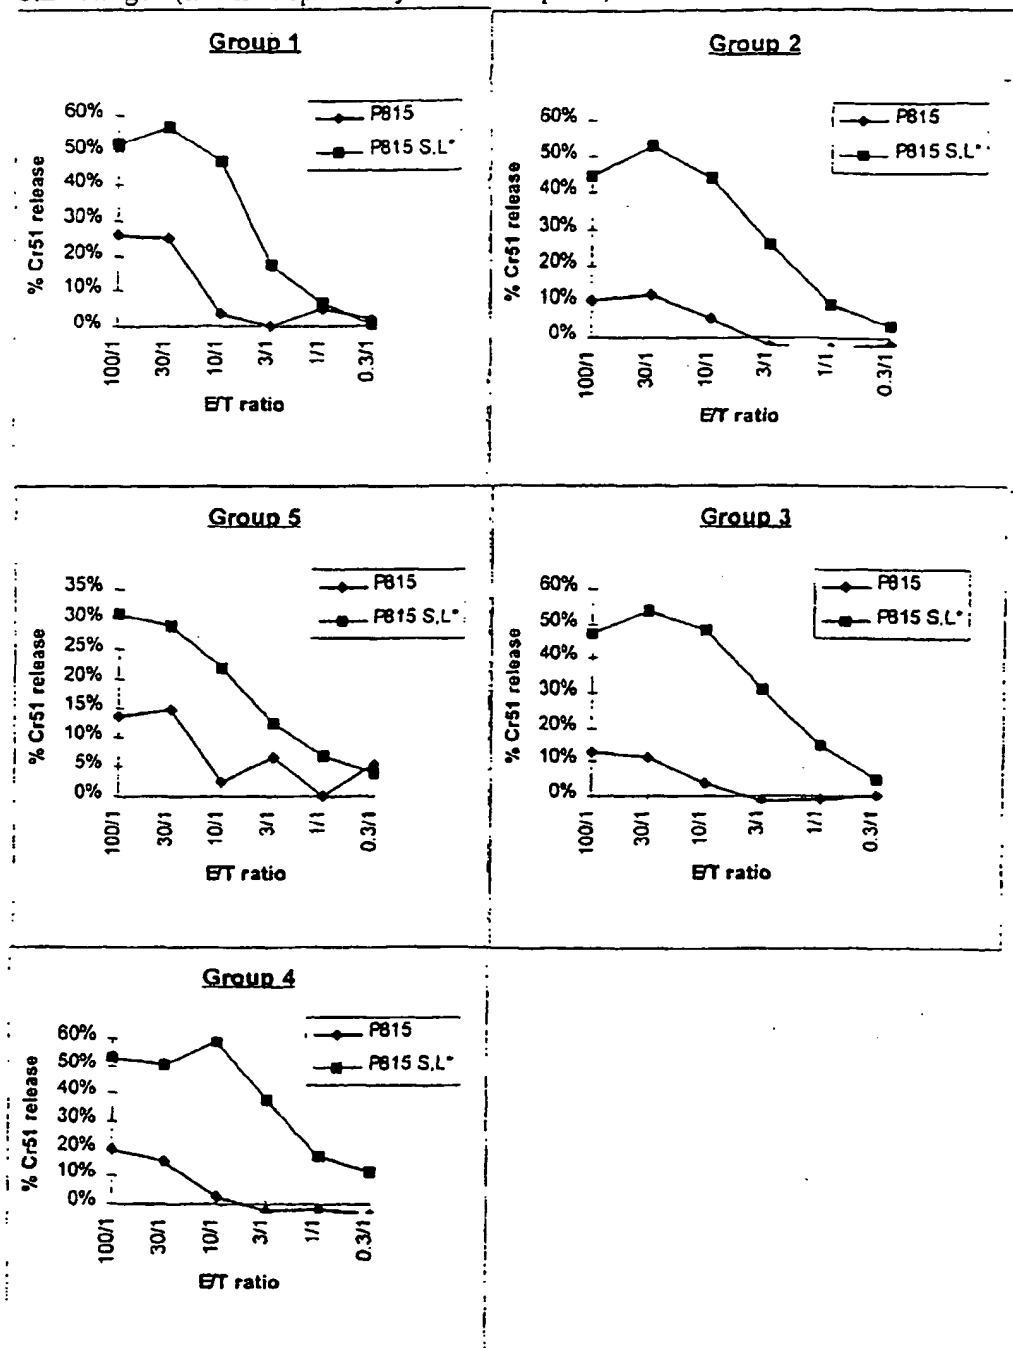 Group 1
% Cr51 release
60%
50%
40%
30%
20%
10%
0%
P815
P815 S,L*
100/1
30/1
10/1
3/1
1/1
0.3/1
E/T ratio
Group 2
% Cr51 release
60%
50%
40%
30%
20%
10%
0%
P815
P815 S,L*
100/1
30/1
10/1
3/1
1/1
0.3/1
E/T ratio
Group 5
% Cr51 release
35%
30%
25%
20%
15%
10%
5%
0%
P815
P815 S,L*
100/1
30/1
10/1
3/1
1/1
0.3/1
E/T ratio
Group 3
% Cr51 release
60%
50%
40%
30%
20%
10%
0%
P815
P815 S,L*
100/1
30/1
10/1
3/1
1/1
0.3/1
E/T ratio
Group 4
% Cr51 release
60%
50%
40%
30%
20%
10%
0%
P815
P815 S,L*
100/1
30/1
10/1
3/1
1/1
0.3/1
E/T ratio